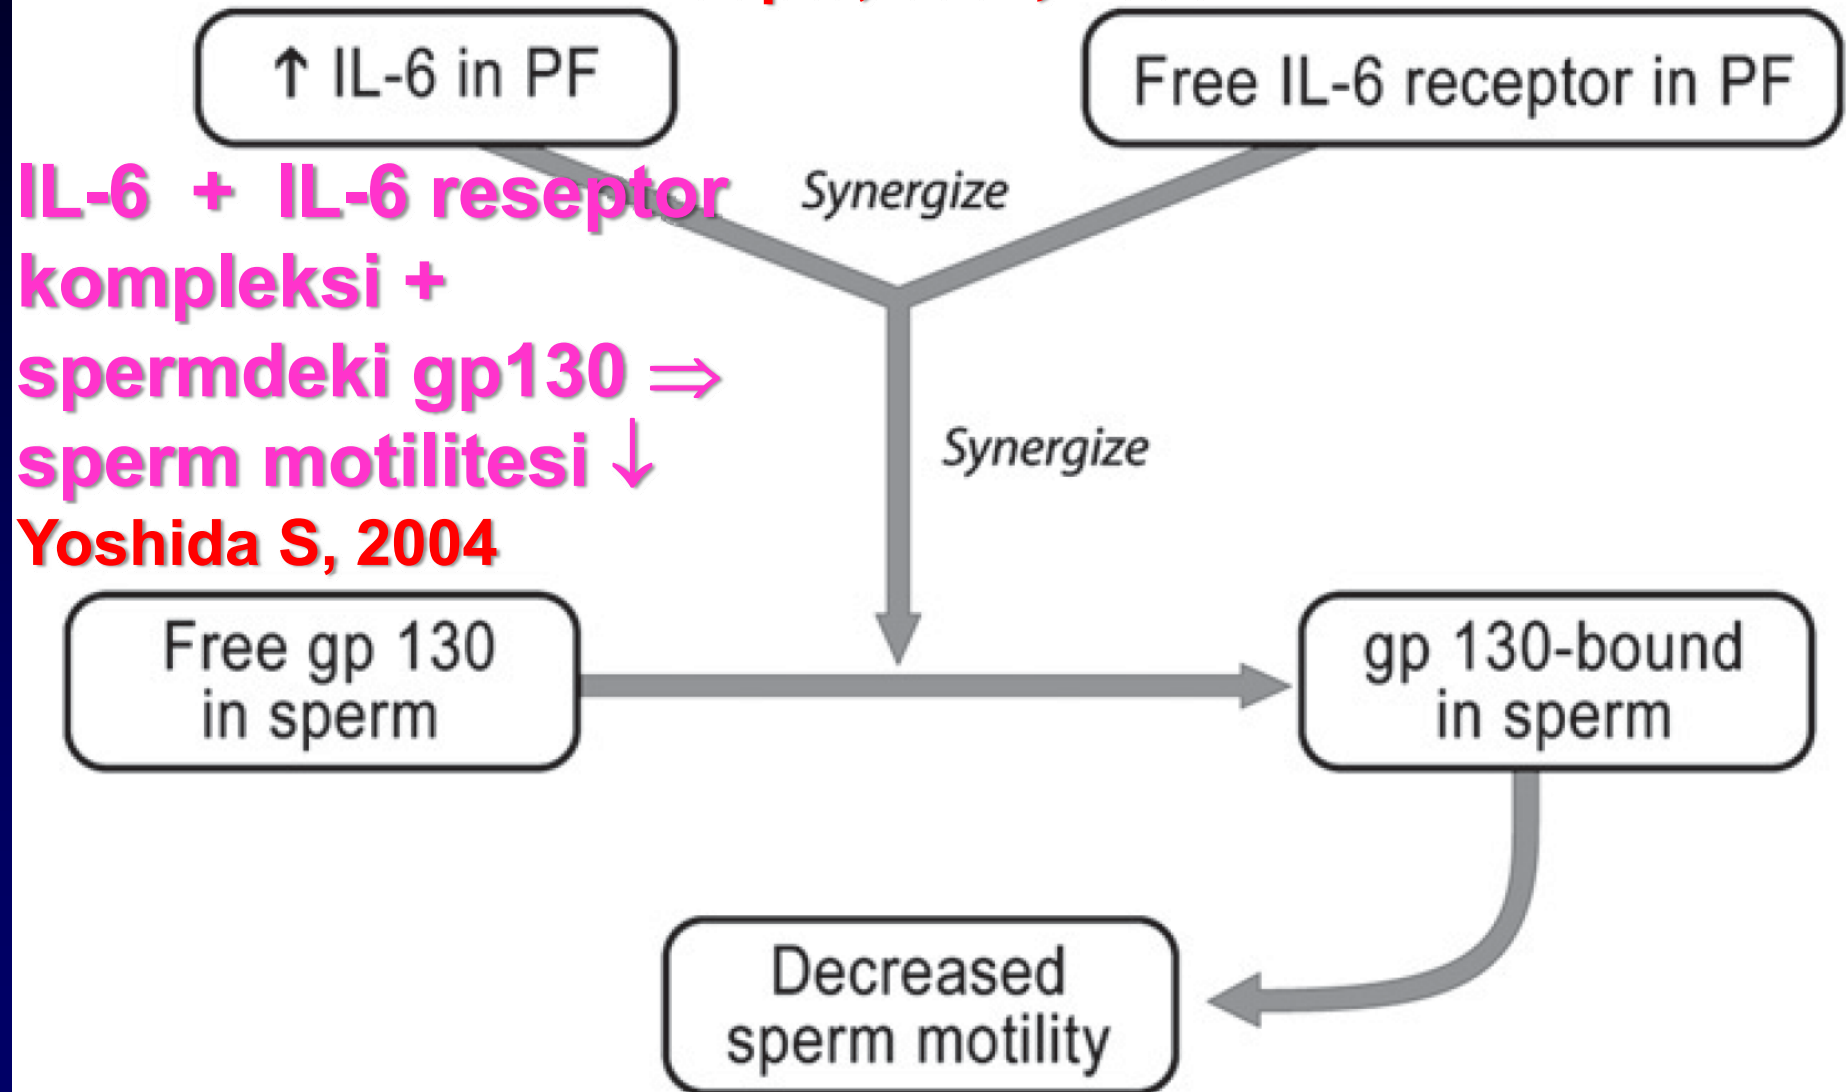 ↑ IL-6 in PF
Free IL-6 receptor in PF
Synergize
IL-6 + IL-6 reseptor
kompleksi +
spermdeki gp130 ⇒
sperm motilitesi ↓
Yoshida S, 2004
Synergize
Free gp 130
in sperm
gp 130-bound
in sperm
Decreased
sperm motility